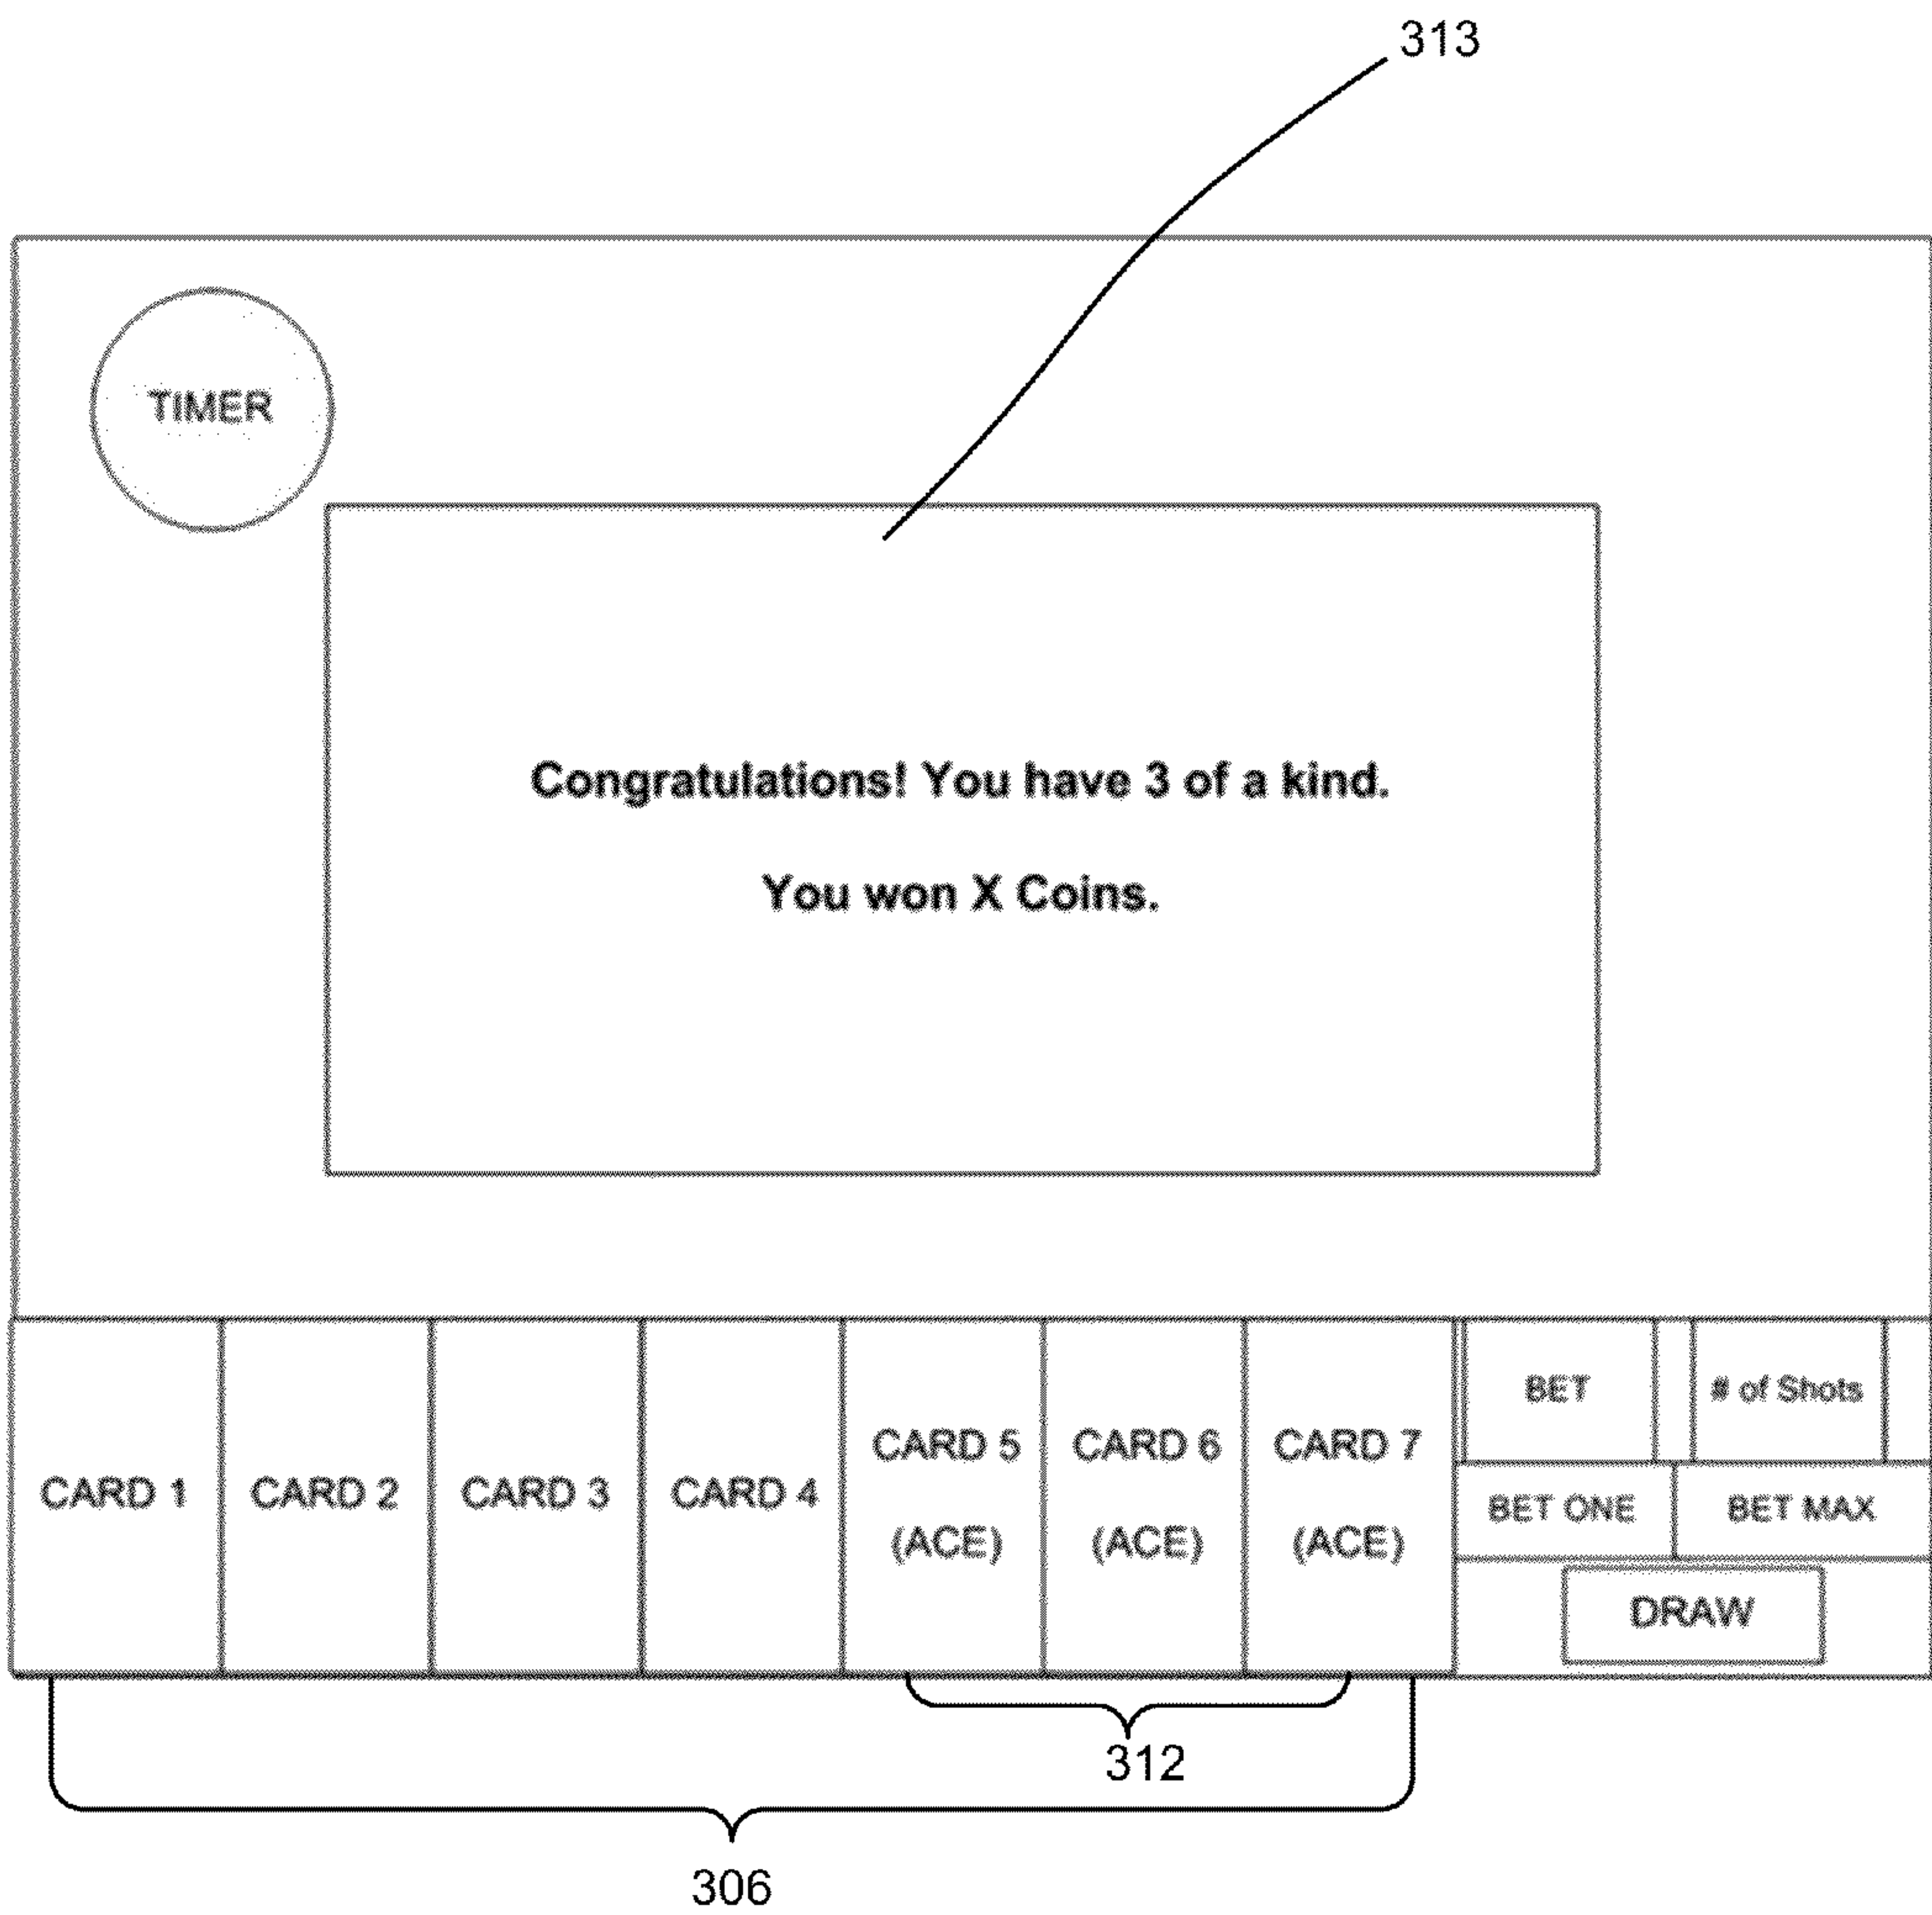 313
TIMER
Congratulations! You have 3 of a kind.
You won X Coins.
CARD 1
CARD 2
CARD 3
CARD 4
CARD 5
(ACE)
CARD 6
(ACE)
CARD 7
(ACE)
BET
# of Shots
BET ONE
BET MAX
DRAW
312
306